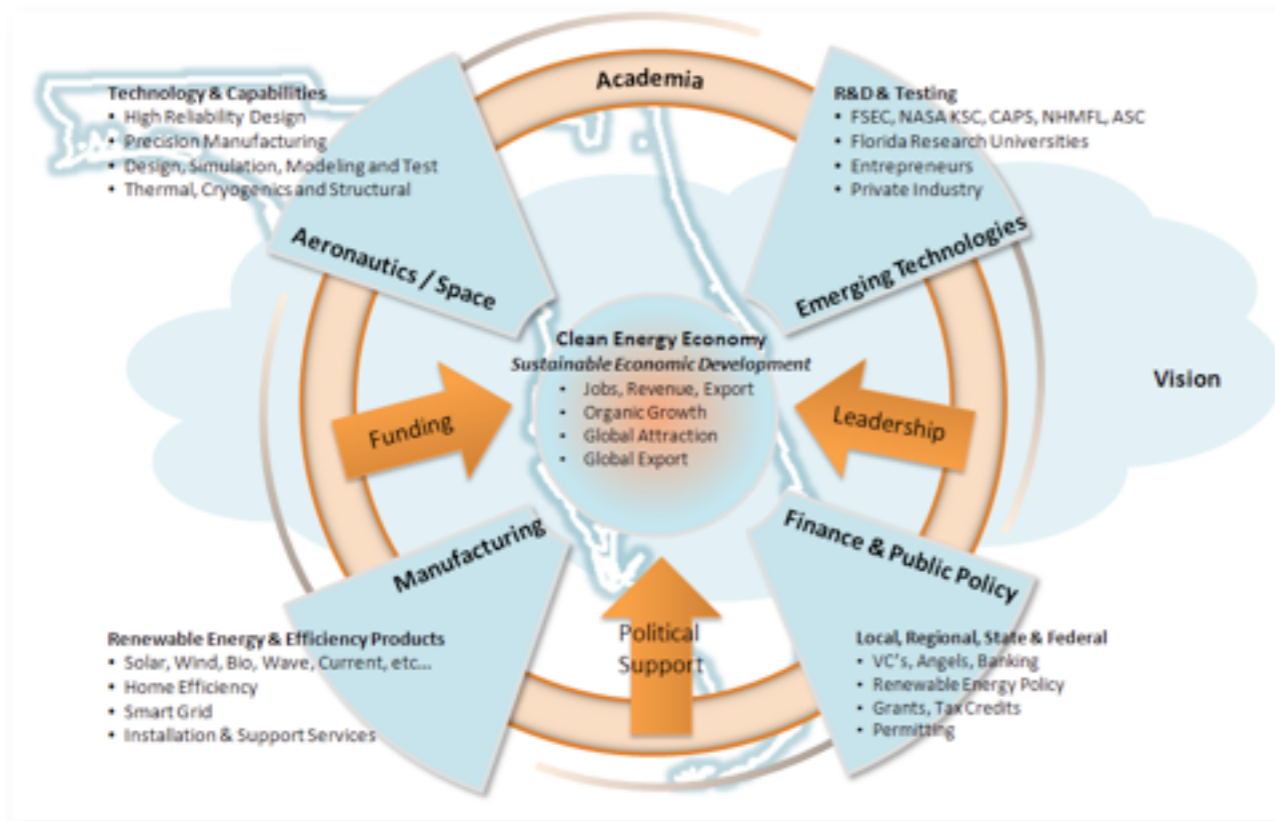 Academia
Technology & Capabilities
• High Reliability Design
• Precision Manufacturing
• Design, Simulation, Modeling and Test
• Thermal, Cryogenics and Structural
Aeronautics / Space
R&D & Testing
• FSEC, NASA KSC, CAPS, NHMFL, ASC
• Florida Research Universities
• Entrepreneurs
• Private Industry
Emerging Technologies
Clean Energy Economy
Sustainable Economic Development
• Jobs, Revenue, Export
• Organic Growth
• Global Attraction
• Global Export
Vision
Funding
Leadership
Manufacturing
Finance & Public Policy
Political
Support
Renewable Energy & Efficiency Products
• Solar, Wind, Bio, Wave, Current, etc...
• Home Efficiency
• Smart Grid
• Installation & Support Services
Local, Regional, State & Federal
• VC's, Angels, Banking
• Renewable Energy Policy
• Grants, Tax Credits
• Permitting